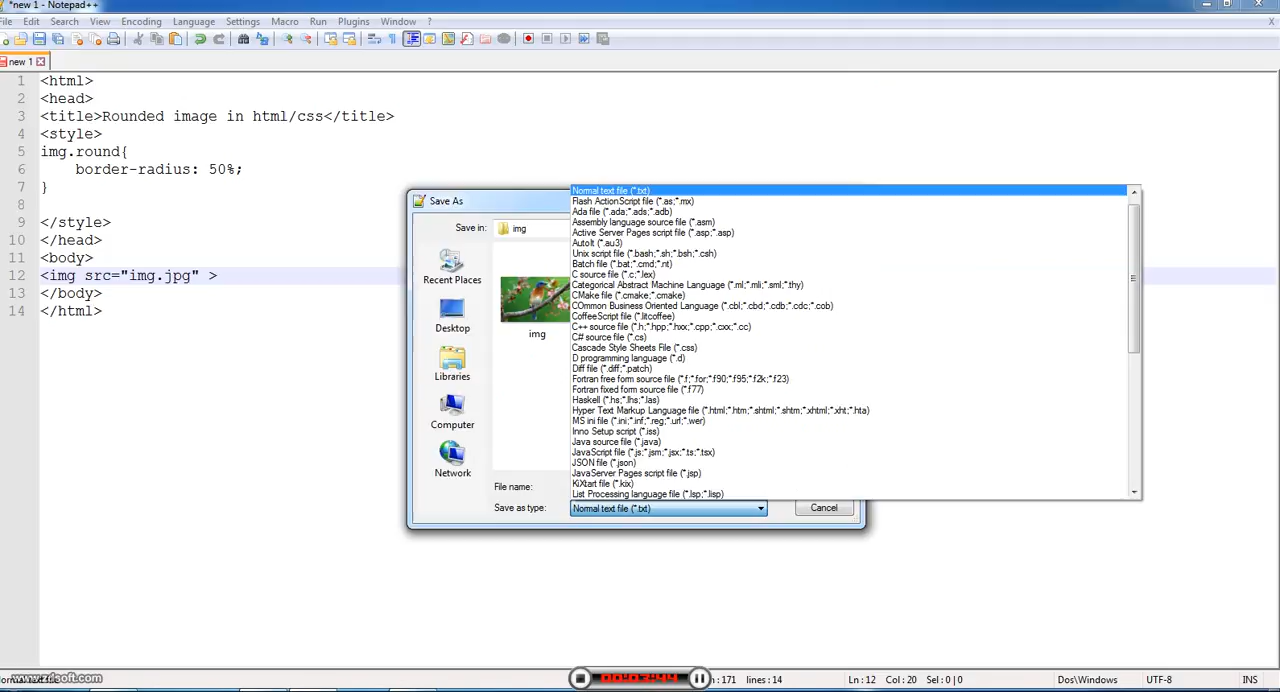 *new 1 - Notepad++
File Edit Search View Encoding Language Settings Macro Run Plugins Window ? X
new 1
1 <html>
2 <head>
3 <title>Rounded image in html/css</title>
4 <style>
5 img.round{
6 border-radius: 50%;
7 }
8
9 </style>
10 </head>
11 <body>
12 <img src="img.jpg" >
13 </body>
14 </html>
Save As
Save in: img
Recent Places
Desktop
Libraries
Computer
Network
img
Normal text file (*.txt)
Flash ActionScript file (*.as;*.mx)
Ada file (*.ada;*.ads;*.adb)
Assembly language source file (*.asm)
Active Server Pages script file (*.asp;*.asp)
AutoIt (*.au3)
Unix script file (*.bash;*.sh;*.bsh;*.csh)
Batch file (*.bat;*.cmd;*.nt)
C source file (*.c;*.lex)
Categorical Abstract Machine Language (*.ml;*.mli;*.sml;*.thy)
CMake file (*.cmake;*.cmake)
COmmon Business Oriented Language (*.cbl;*.cbd;*.cdb;*.cdc;*.cob)
CoffeeScript file (*.litcoffee)
C++ source file (*.h;*.hpp;*.hxx;*.cpp;*.cxx;*.cc)
C# source file (*.cs)
Cascade Style Sheets File (*.css)
D programming language (*.d)
Diff file (*.diff;*.patch)
Fortran free form source file (*.f;*.for;*.f90;*.f95;*.f2k;*.f23)
Fortran fixed form source file (*.f77)
Haskell (*.hs;*.lhs;*.las)
Hyper Text Markup Language file (*.html;*.htm;*.shtml;*.shtm;*.xhtml;*.xht;*.hta)
MS ini file (*.ini;*.inf;*.reg;*.url;*.wer)
Inno Setup script (*.iss)
Java source file (*.java)
JavaScript file (*.js;*.jsm;*.jsx;*.ts;*.tsx)
JSON file (*.json)
JavaServer Pages script file (*.jsp)
KiXtart file (*.kix)
List Processing language file (*.lsp;*.lisp)
File name:
Save as type: Normal text file (*.txt) Cancel
www.zdsoft.com
:171 lines:14 Ln:12 Col:20 Sel:0|0 Dos\Windows UTF-8 INS